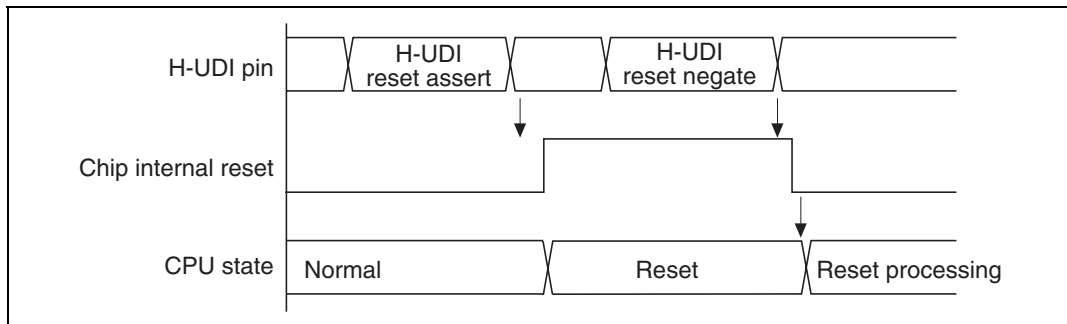 H-UDI pin
H-UDI
reset assert
H-UDI
reset negate
Chip internal reset
CPU state
Normal
Reset
Reset processing